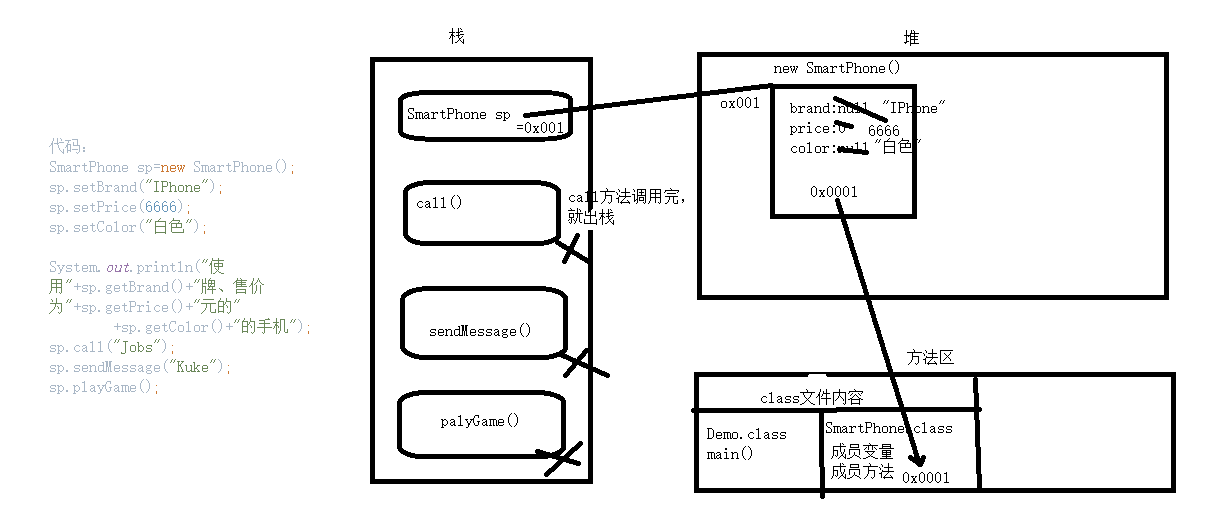 代码:
SmartPhone sp=new SmartPhone();
sp.setBrand("IPhone");
sp.setPrice(6666);
sp.setColor("白色");
System.out.println("使
用"+sp.getBrand()+"牌、售价
为"+sp.getPrice()+"元的"
+sp.getColor()+"的手机");
sp.call("Jobs");
sp.sendMessage("Kuke");
sp.playGame();
栈
SmartPhone sp
=0x001
call()
call方法调用完,
就出栈
sendMessage()
palyGame()
堆
new SmartPhone()
ox001
brand:null "IPhone"
price:0 6666
color:null "白色"
0x0001
方法区
class文件内容
Demo.class
main()
SmartPhone.class
成员变量
成员方法 0x0001